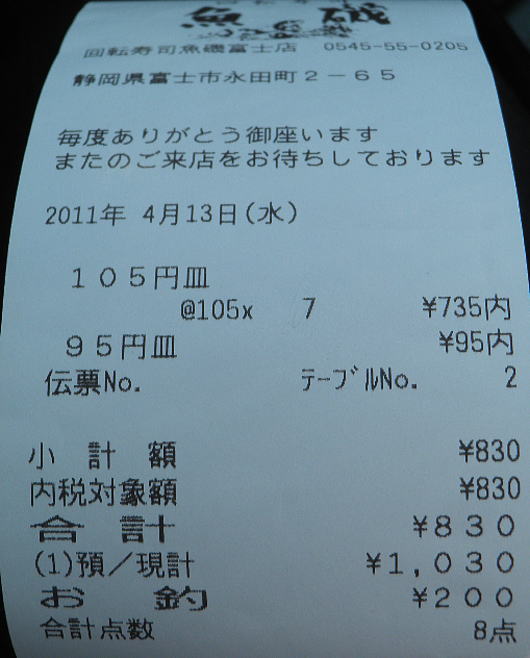 魚磯
回転寿司魚磯富士店 0545-55-0205
静岡県富士市永田町2-65
毎度ありがとう御座います
またのご来店をお待ちしております
2011年 4月13日(水)
105円皿
@105x 7 ¥735内
95円皿 ¥95内
伝票No. テーブルNo. 2
小 計 額 ¥830
内税対象額 ¥830
合 計 ¥830
(1)預/現計 ¥1,030
お 釣 ¥200
合計点数 8点